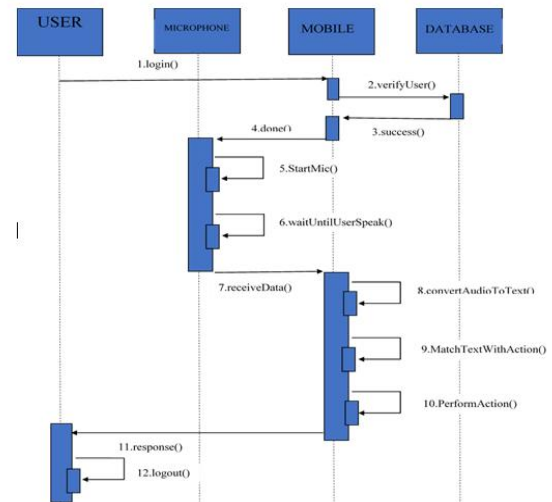 USER
MICROPHONE
MOBILE
DATABASE
1.login()
2.verifyUser()
3.success()
4.done()
5.StartMic()
6.waitUntilUserSpeak()
7.receiveData()
8.convertAudioToText()
9.MatchTextWithAction()
10.PerformAction()
11.response()
12.logout()